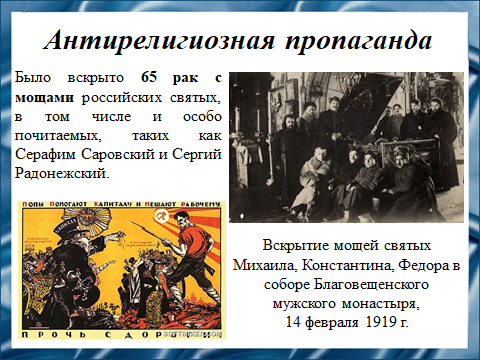 Антирелигиозная пропаганда
Было вскрыто 65 рак с
мощами российских святых,
в том числе и особо
почитаемых, таких как
Серафим Саровский и Сергий
Радонежский.
ПОПЫ ПОМОГАЮТ КАПИТАЛУ И МЕШАЮТ РАБОЧЕМУ
ПРОЧЬ С ДОРОГИ!
Вскрытие мощей святых
Михаила, Константина, Федора в
соборе Благовещенского
мужского монастыря,
14 февраля 1919 г.